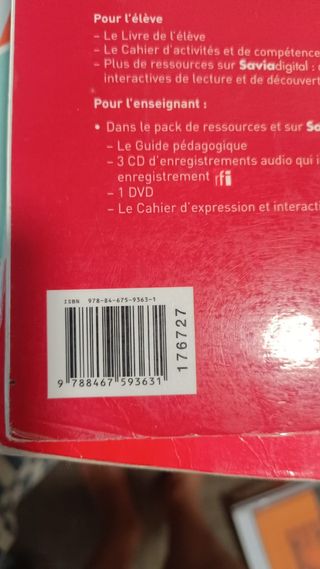 Pour l'élève
– Le Livre de l'élève
– Le Cahier d'activités et de compétence
– Plus de ressources sur Saviadigital :
interactives de lecture et de découvert
Pour l'enseignant :
• Dans le pack de ressources et sur Sa
– Le Guide pédagogique
– 3 CD d'enregistrements audio qui i
enregistrement rfi
– 1 DVD
– Le Cahier d'expression et interacti
ISBN 978-84-675-9363-1
176727
9 788467 593631